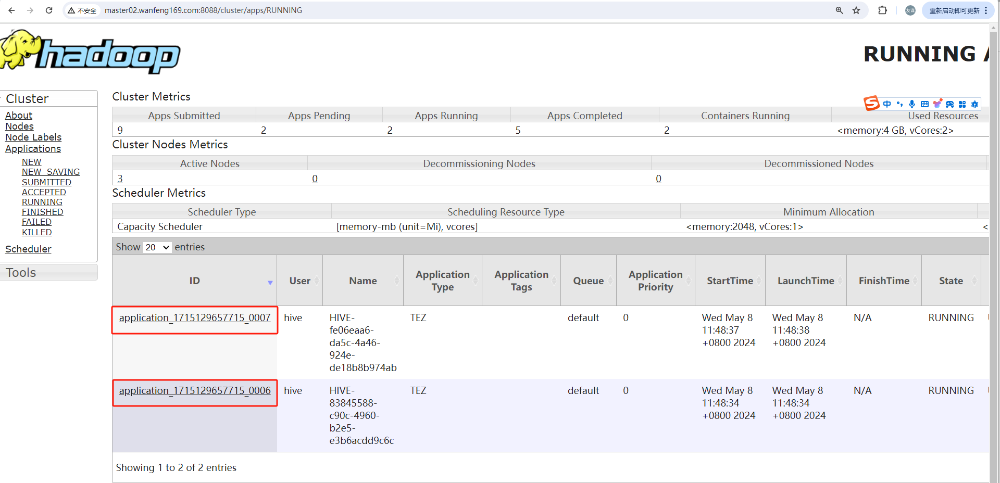 不安全 master02.wanfeng169.com:8088/cluster/apps/RUNNING 友谋 重新启动即可更新
hadoop
RUNNING
Cluster
About
Nodes
Node Labels
Applications
NEW
NEW_SAVING
SUBMITTED
ACCEPTED
RUNNING
FINISHED
FAILED
KILLED
Scheduler
Tools
中
Cluster Metrics
Apps Submitted Apps Pending Apps Running Apps Completed Containers Running Used Resources
9 2 2 5 2 <memory:4 GB, vCores:2>
Cluster Nodes Metrics
Active Nodes Decommissioning Nodes Decommissioned Nodes
3 0 0
Scheduler Metrics
Scheduler Type Scheduling Resource Type Minimum Allocation
Capacity Scheduler [memory-mb (unit=Mi), vcores] <memory:2048, vCores:1> <
Show 20 entries
ID User Name Application Type Application Tags Queue Application Priority StartTime LaunchTime FinishTime State
application_1715129657715_0007 hive HIVE- TEZ default 0 Wed May 8 Wed May 8 N/A RUNNING
fe06eaa6- 11:48:37 11:48:38
da5c-4a46- +0800 2024 +0800 2024
924e-
de18b8b974ab
application_1715129657715_0006 hive HIVE- TEZ default 0 Wed May 8 Wed May 8 N/A RUNNING
83845588- 11:48:34 11:48:34
c90c-4960- +0800 2024 +0800 2024
b2e5-
e3b6acdd9c6c
Showing 1 to 2 of 2 entries